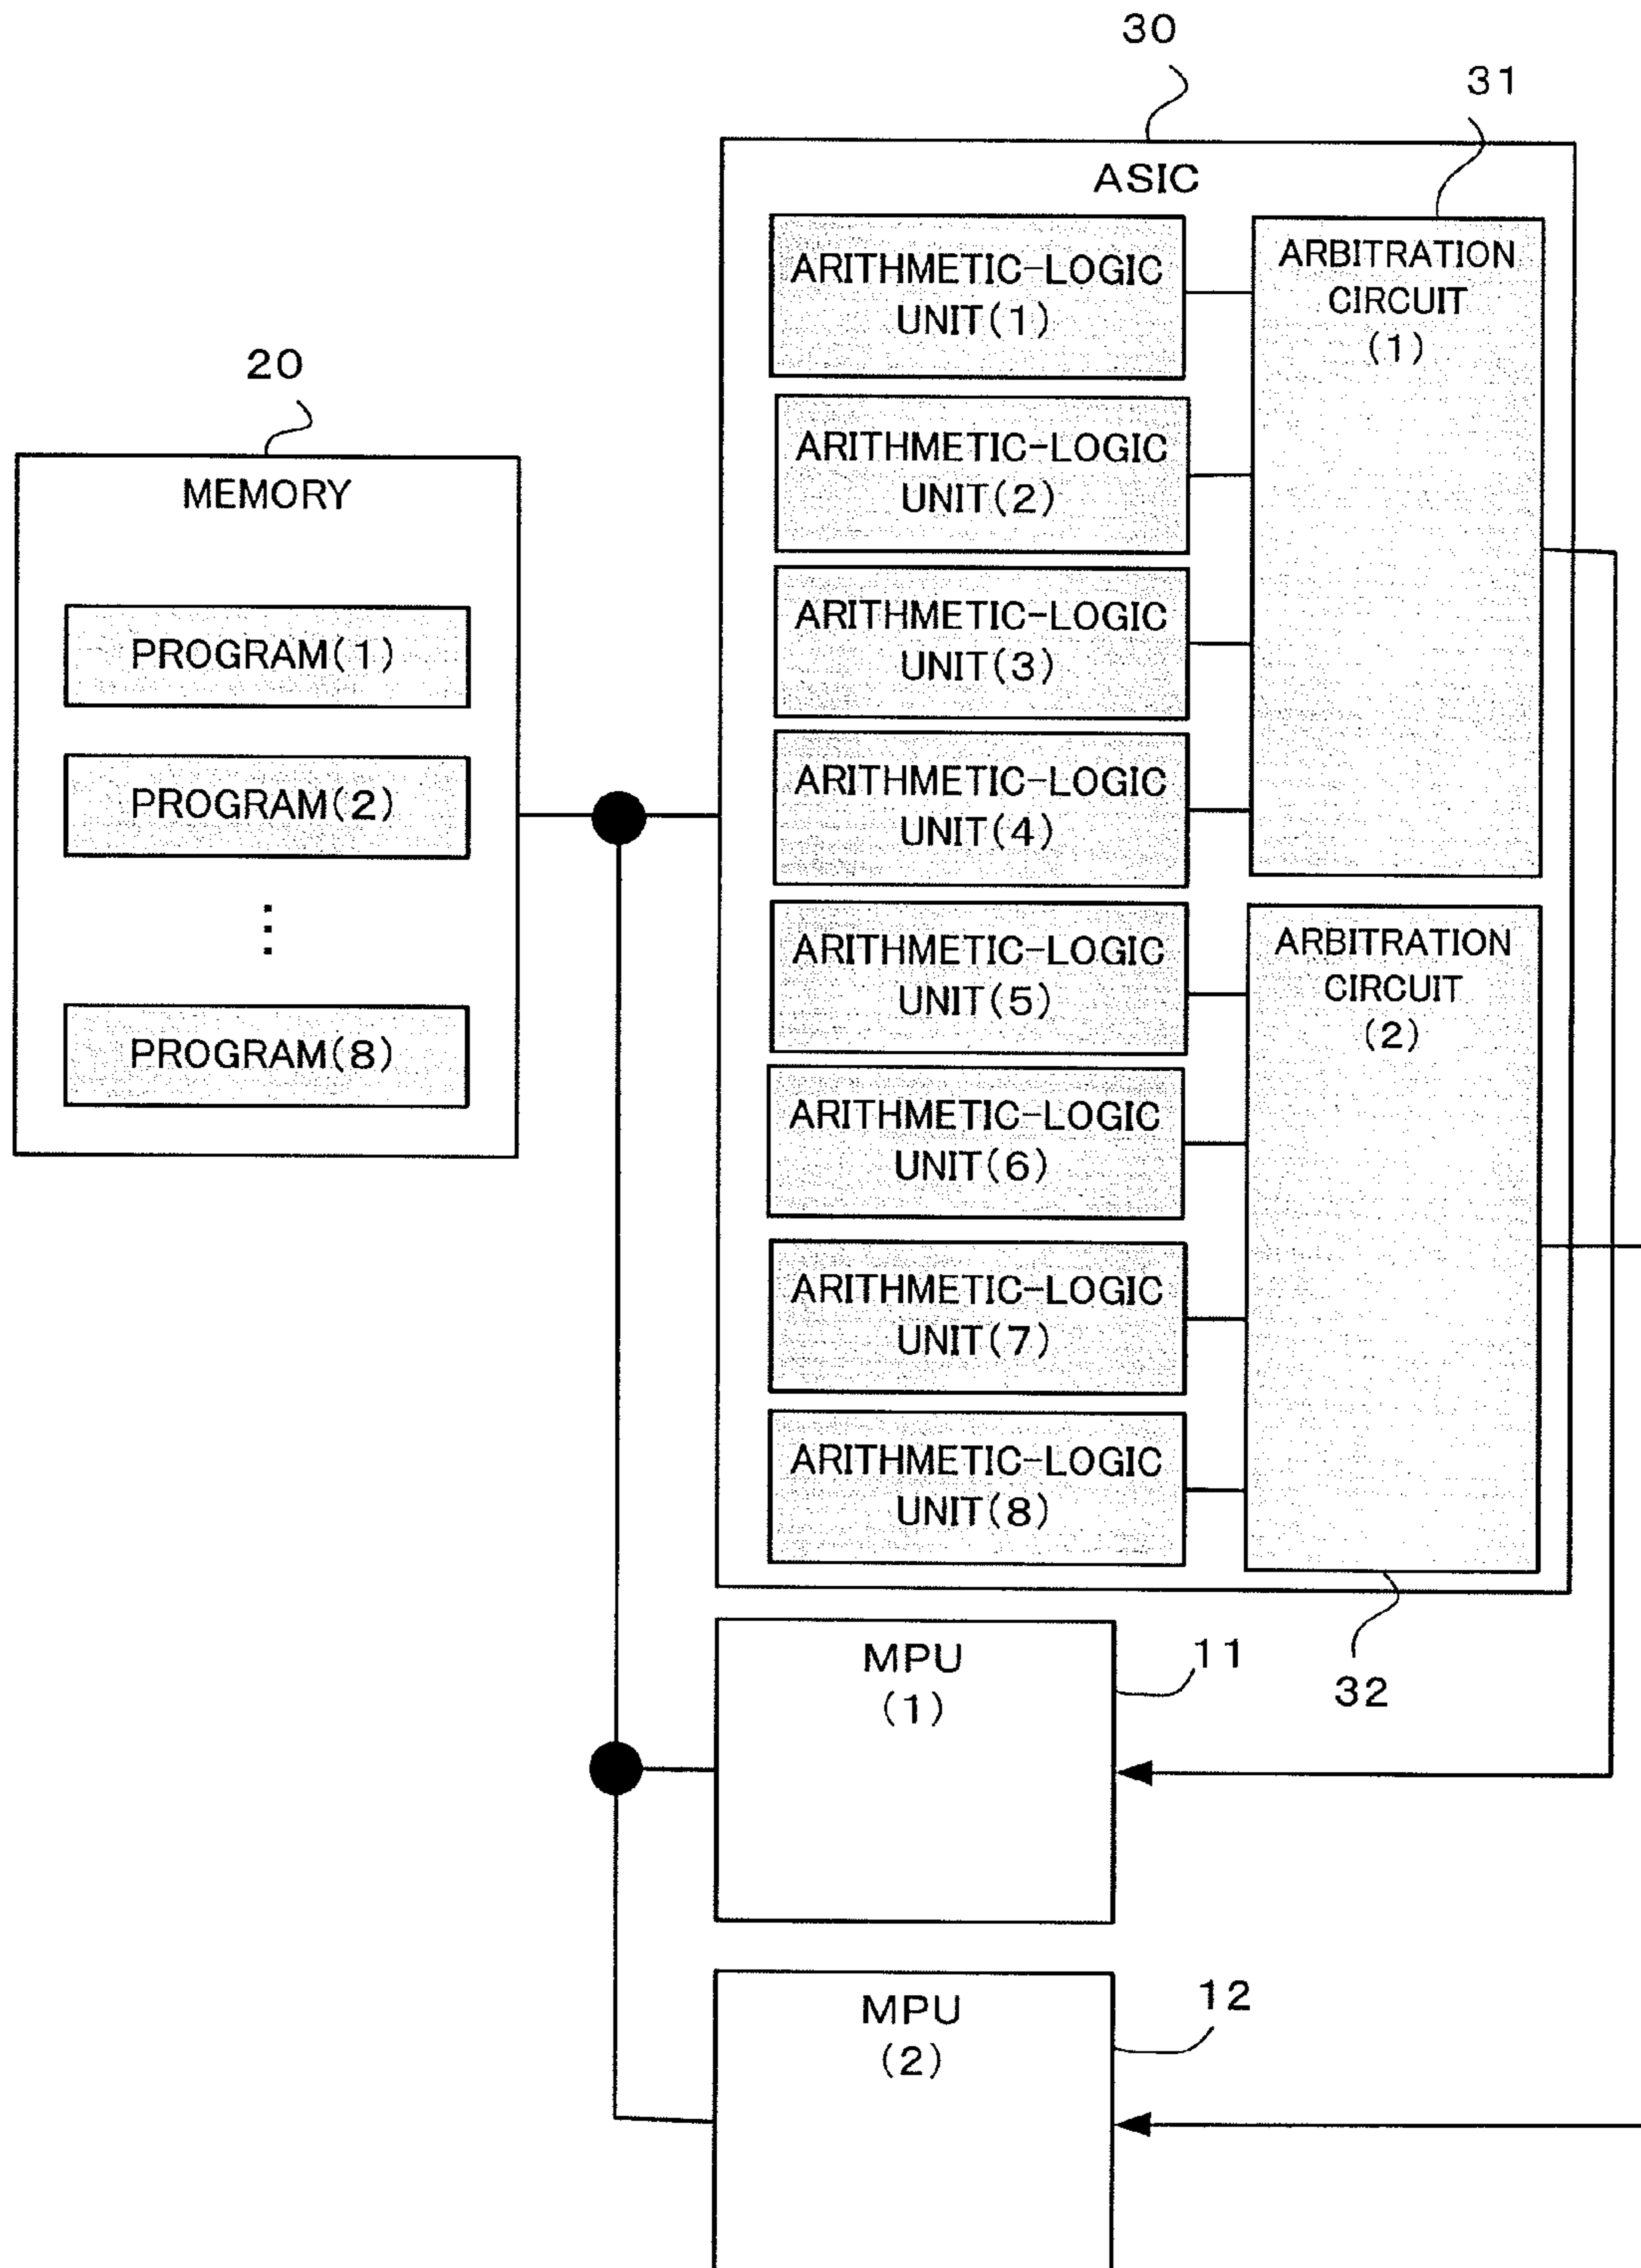 30
31
ASIC
ARITHMETIC-LOGIC
UNIT(1)
ARBITRATION
CIRCUIT
(1)
20
MEMORY
PROGRAM(1)
PROGRAM(2)
⋮
PROGRAM(8)
ARITHMETIC-LOGIC
UNIT(2)
ARITHMETIC-LOGIC
UNIT(3)
ARITHMETIC-LOGIC
UNIT(4)
ARITHMETIC-LOGIC
UNIT(5)
ARBITRATION
CIRCUIT
(2)
ARITHMETIC-LOGIC
UNIT(6)
ARITHMETIC-LOGIC
UNIT(7)
ARITHMETIC-LOGIC
UNIT(8)
32
MPU
(1)
11
MPU
(2)
12